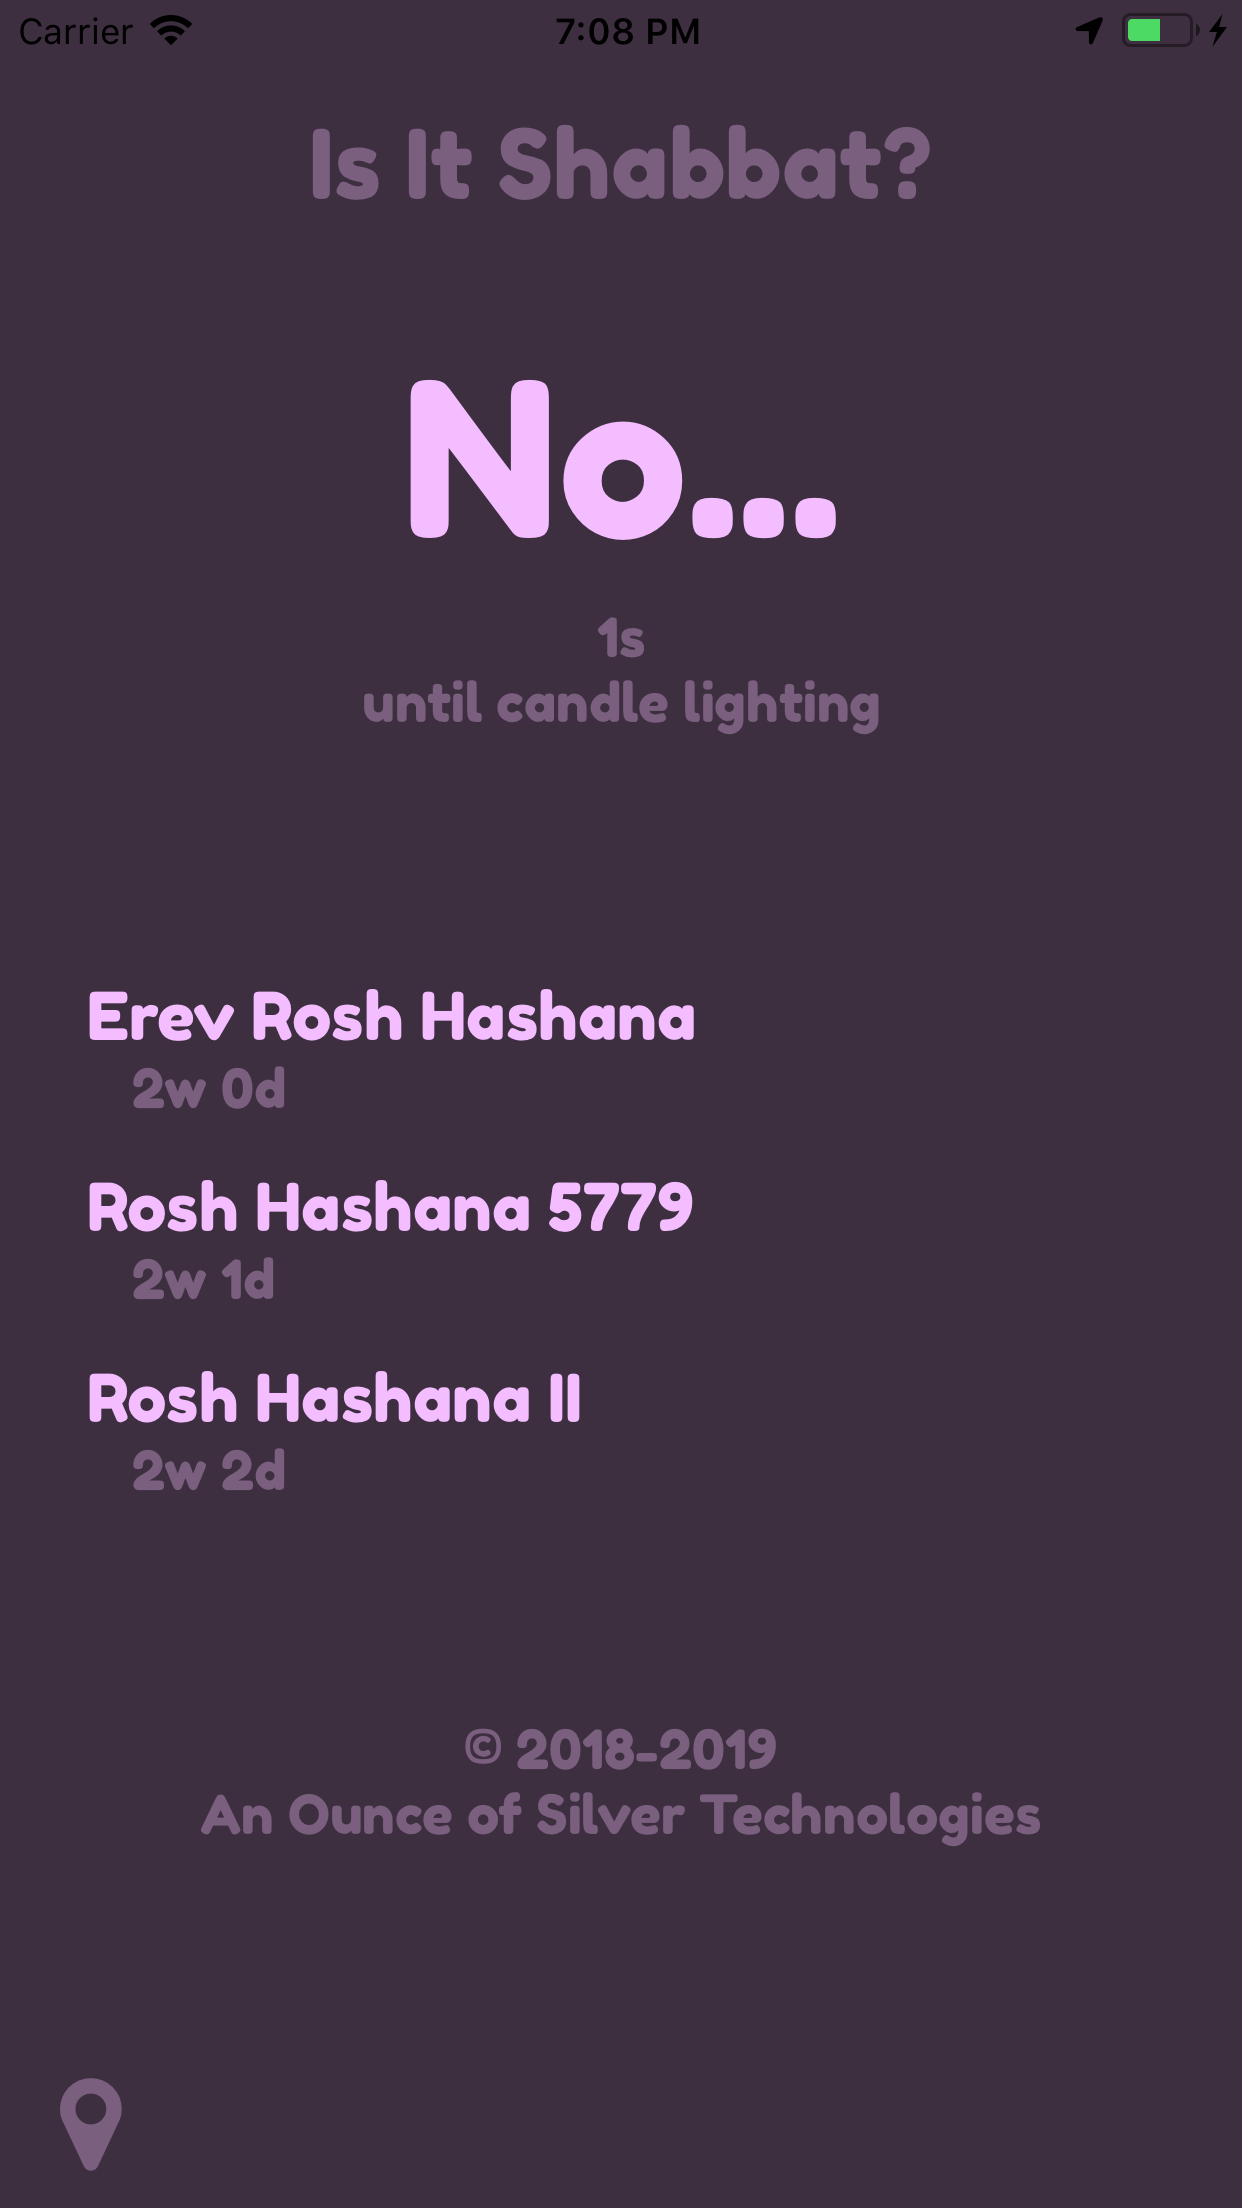 Carrier 7:08 PM
Is It Shabbat?
No...
1s
until candle lighting
Erev Rosh Hashana
2w 0d
Rosh Hashana 5779
2w 1d
Rosh Hashana II
2w 2d
© 2018-2019
An Ounce of Silver Technologies